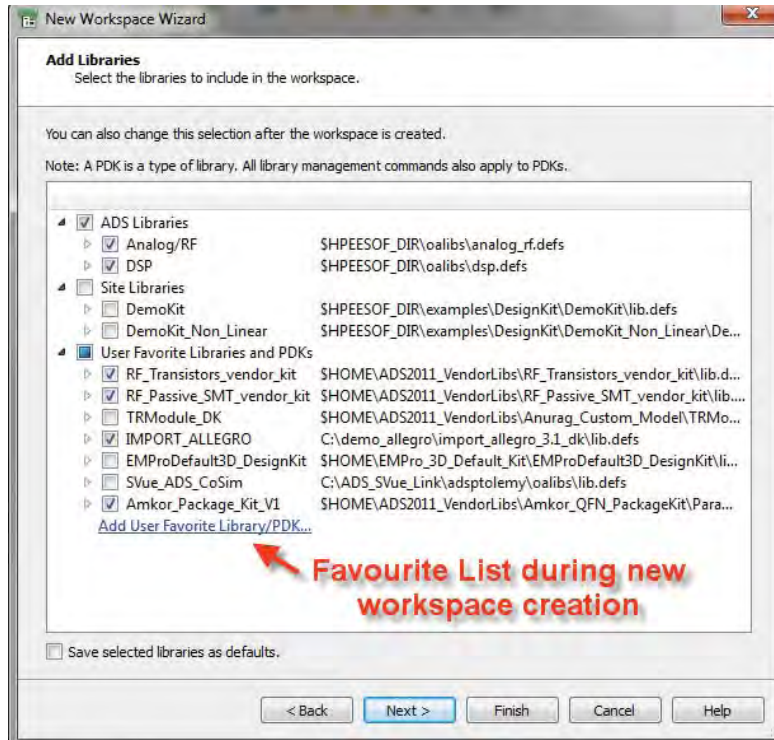 New Workspace Wizard
Add Libraries
Select the libraries to include in the workspace.
You can also change this selection after the workspace is created.
Note: A PDK is a type of library. All library management commands also apply to PDKs.
ADS Libraries
Analog/RF $HPEESOF_DIR\oalibs\analog_rf.defs
DSP $HPEESOF_DIR\oalibs\dsp.defs
Site Libraries
DemoKit $HPEESOF_DIR\examples\DesignKit\DemoKit\lib.defs
DemoKit_Non_Linear $HPEESOF_DIR\examples\DesignKit\DemoKit_Non_Linear\De...
User Favorite Libraries and PDKs
RF_Transistors_vendor_kit $HOME\ADS2011_VendorLibs\RF_Transistors_vendor_kit\lib.d...
RF_Passive_SMT_vendor_kit $HOME\ADS2011_VendorLibs\RF_Passive_SMT_vendor_kit\lib....
TRModule_DK $HOME\ADS2011_VendorLibs\Anurag_Custom_Model\TRMo...
IMPORT_ALLEGRO C:\demo_allegro\import_allegro_3.1_dk\lib.defs
EMProDefault3D_DesignKit $HOME\EMPro_3D_Default_Kit\EMProDefault3D_DesignKit\li...
SVue_ADS_CoSim C:\ADS_SVue_Link\adsptolemy\oalibs\lib.defs
Amkor_Package_Kit_V1 $HOME\ADS2011_VendorLibs\Amkor_QFN_PackageKit\Para...
Add User Favorite Library/PDK...
Favourite List during new
workspace creation
Save selected libraries as defaults.
< Back Next > Finish Cancel Help